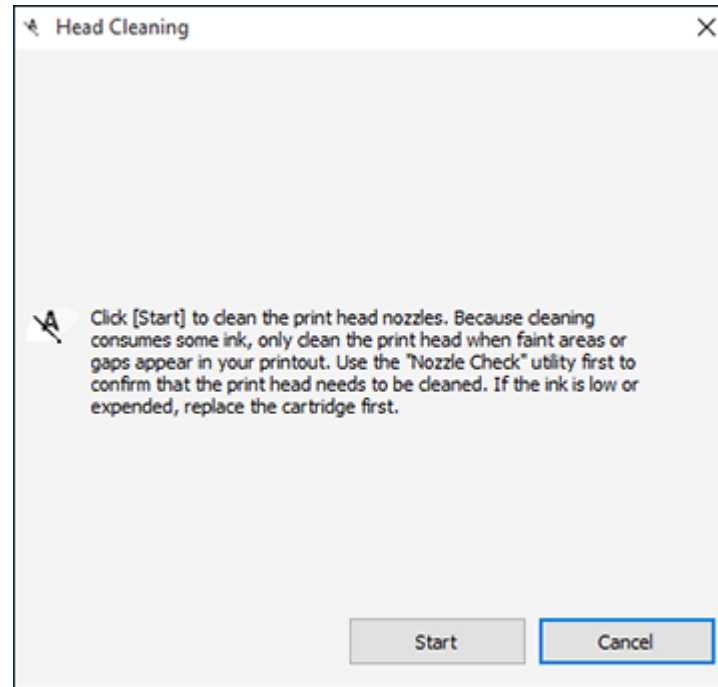 Head Cleaning
Click [Start] to clean the print head nozzles. Because cleaning
consumes some ink, only clean the print head when faint areas or
gaps appear in your printout. Use the "Nozzle Check" utility first to
confirm that the print head needs to be cleaned. If the ink is low or
expended, replace the cartridge first.
Start
Cancel